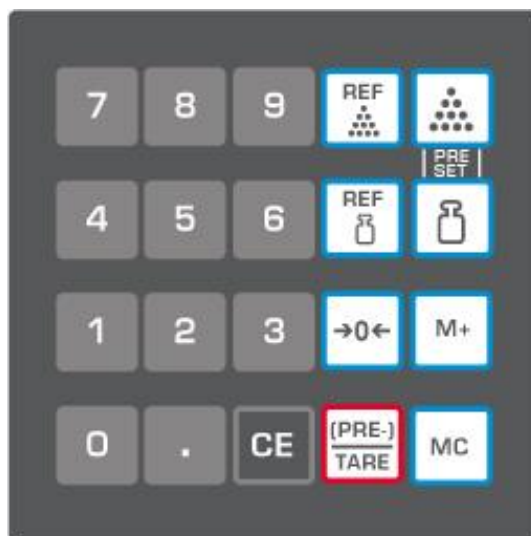 7 8 9 REF
PRE
SET
4 5 6 REF
1 2 3 →0← M+
0 . CE (PRE-) MC
TARE